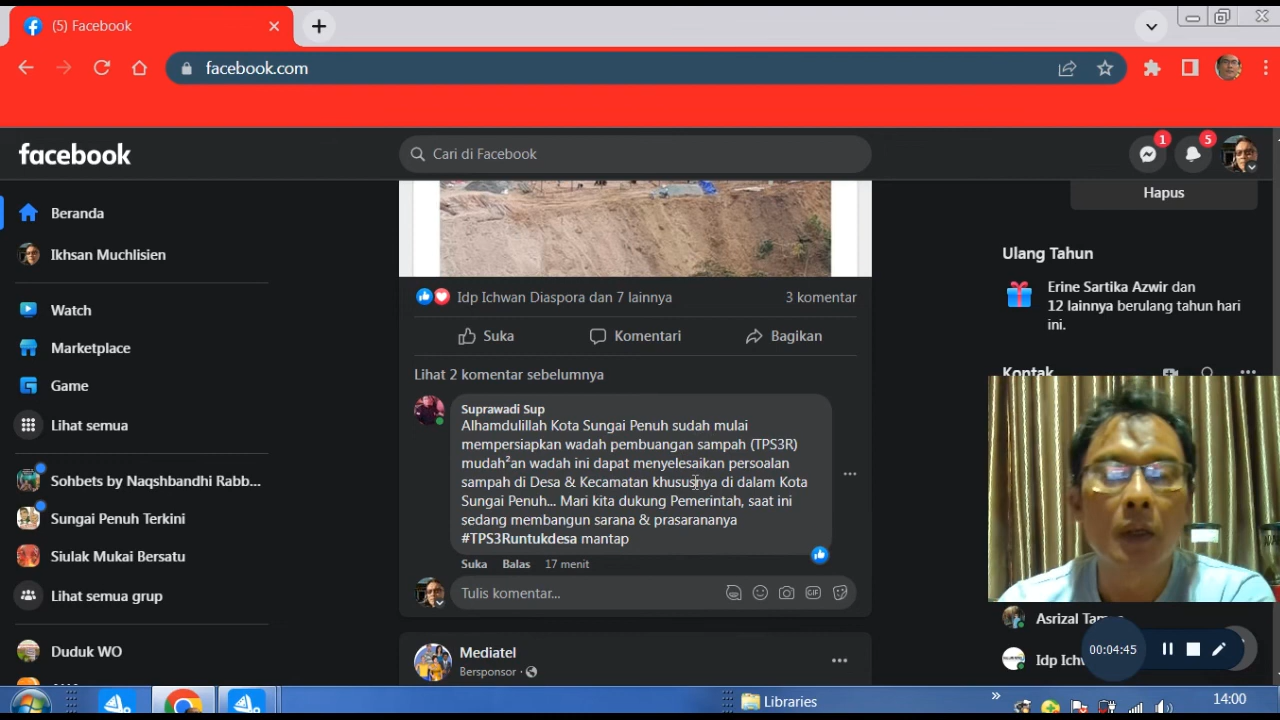 (5) Facebook
facebook.com
facebook
Cari di Facebook
1
5
Beranda
Ikhsan Muchlisien
Watch
Marketplace
Game
Lihat semua
Sohbets by Naqshbandhi Rabb...
Sungai Penuh Terkini
Siulak Mukai Bersatu
Lihat semua grup
Duduk WO
Idp Ichwan Diaspora dan 7 lainnya
3 komentar
Suka
Komentari
Bagikan
Lihat 2 komentar sebelumnya
Suprawadi Sup
Alhamdulillah Kota Sungai Penuh sudah mulai
mempersiapkan wadah pembuangan sampah (TPS3R)
mudah²an wadah ini dapat menyelesaikan persoalan
sampah di Desa & Kecamatan khususnya di dalam Kota
Sungai Penuh... Mari kita dukung Pemerintah, saat ini
sedang membangun sarana & prasarananya
#TPS3Runtukdesa mantap
Suka Balas 17 menit
Tulis komentar...
GIF
Mediatel
Bersponsor ·
Hapus
Ulang Tahun
Erine Sartika Azwir dan
12 lainnya berulang tahun hari
ini.
Kontak
Asrizal
00:04:45
Idp
Libraries
14:00